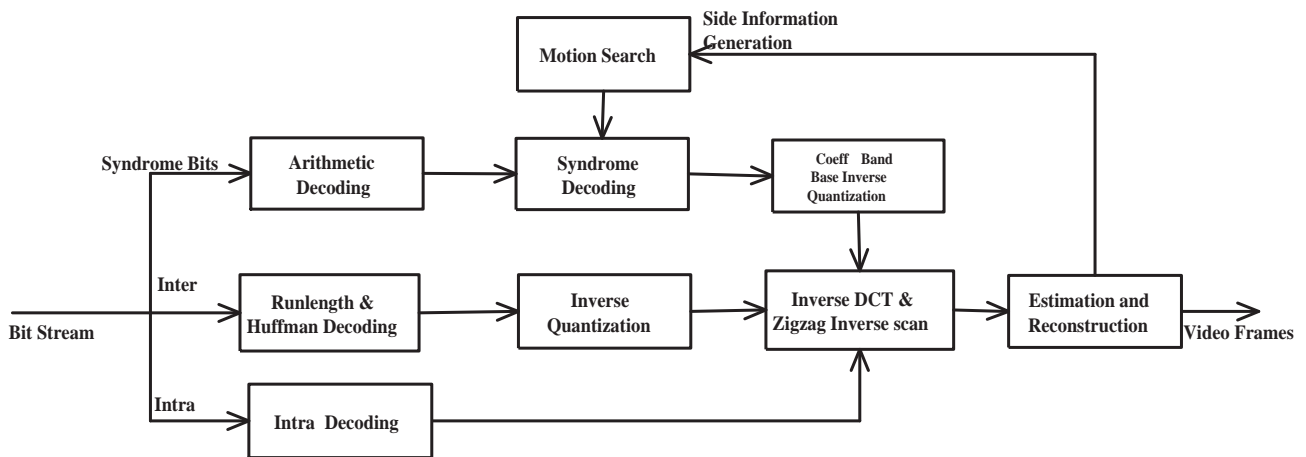 Side Information
Generation
Motion Search
Syndrome Bits
Arithmetic
Decoding
Syndrome
Decoding
Coeff Band
Base Inverse
Quantization
Inter
Bit Stream
Runlength &
Huffman Decoding
Inverse
Quantization
Inverse DCT &
Zigzag Inverse scan
Estimation and
Reconstruction
Video Frames
Intra
Intra Decoding